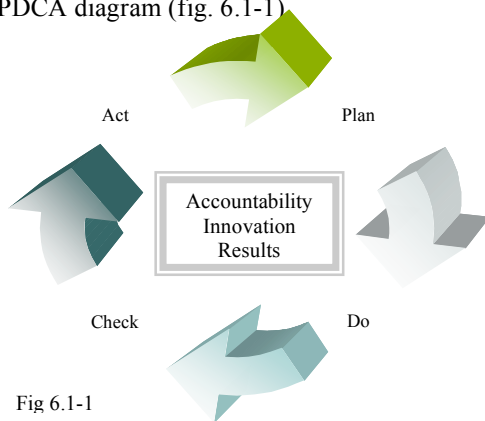 PDCA diagram (fig. 6.1-1)
Act
Plan
Accountability
Innovation
Results
Check
Do
Fig 6.1-1